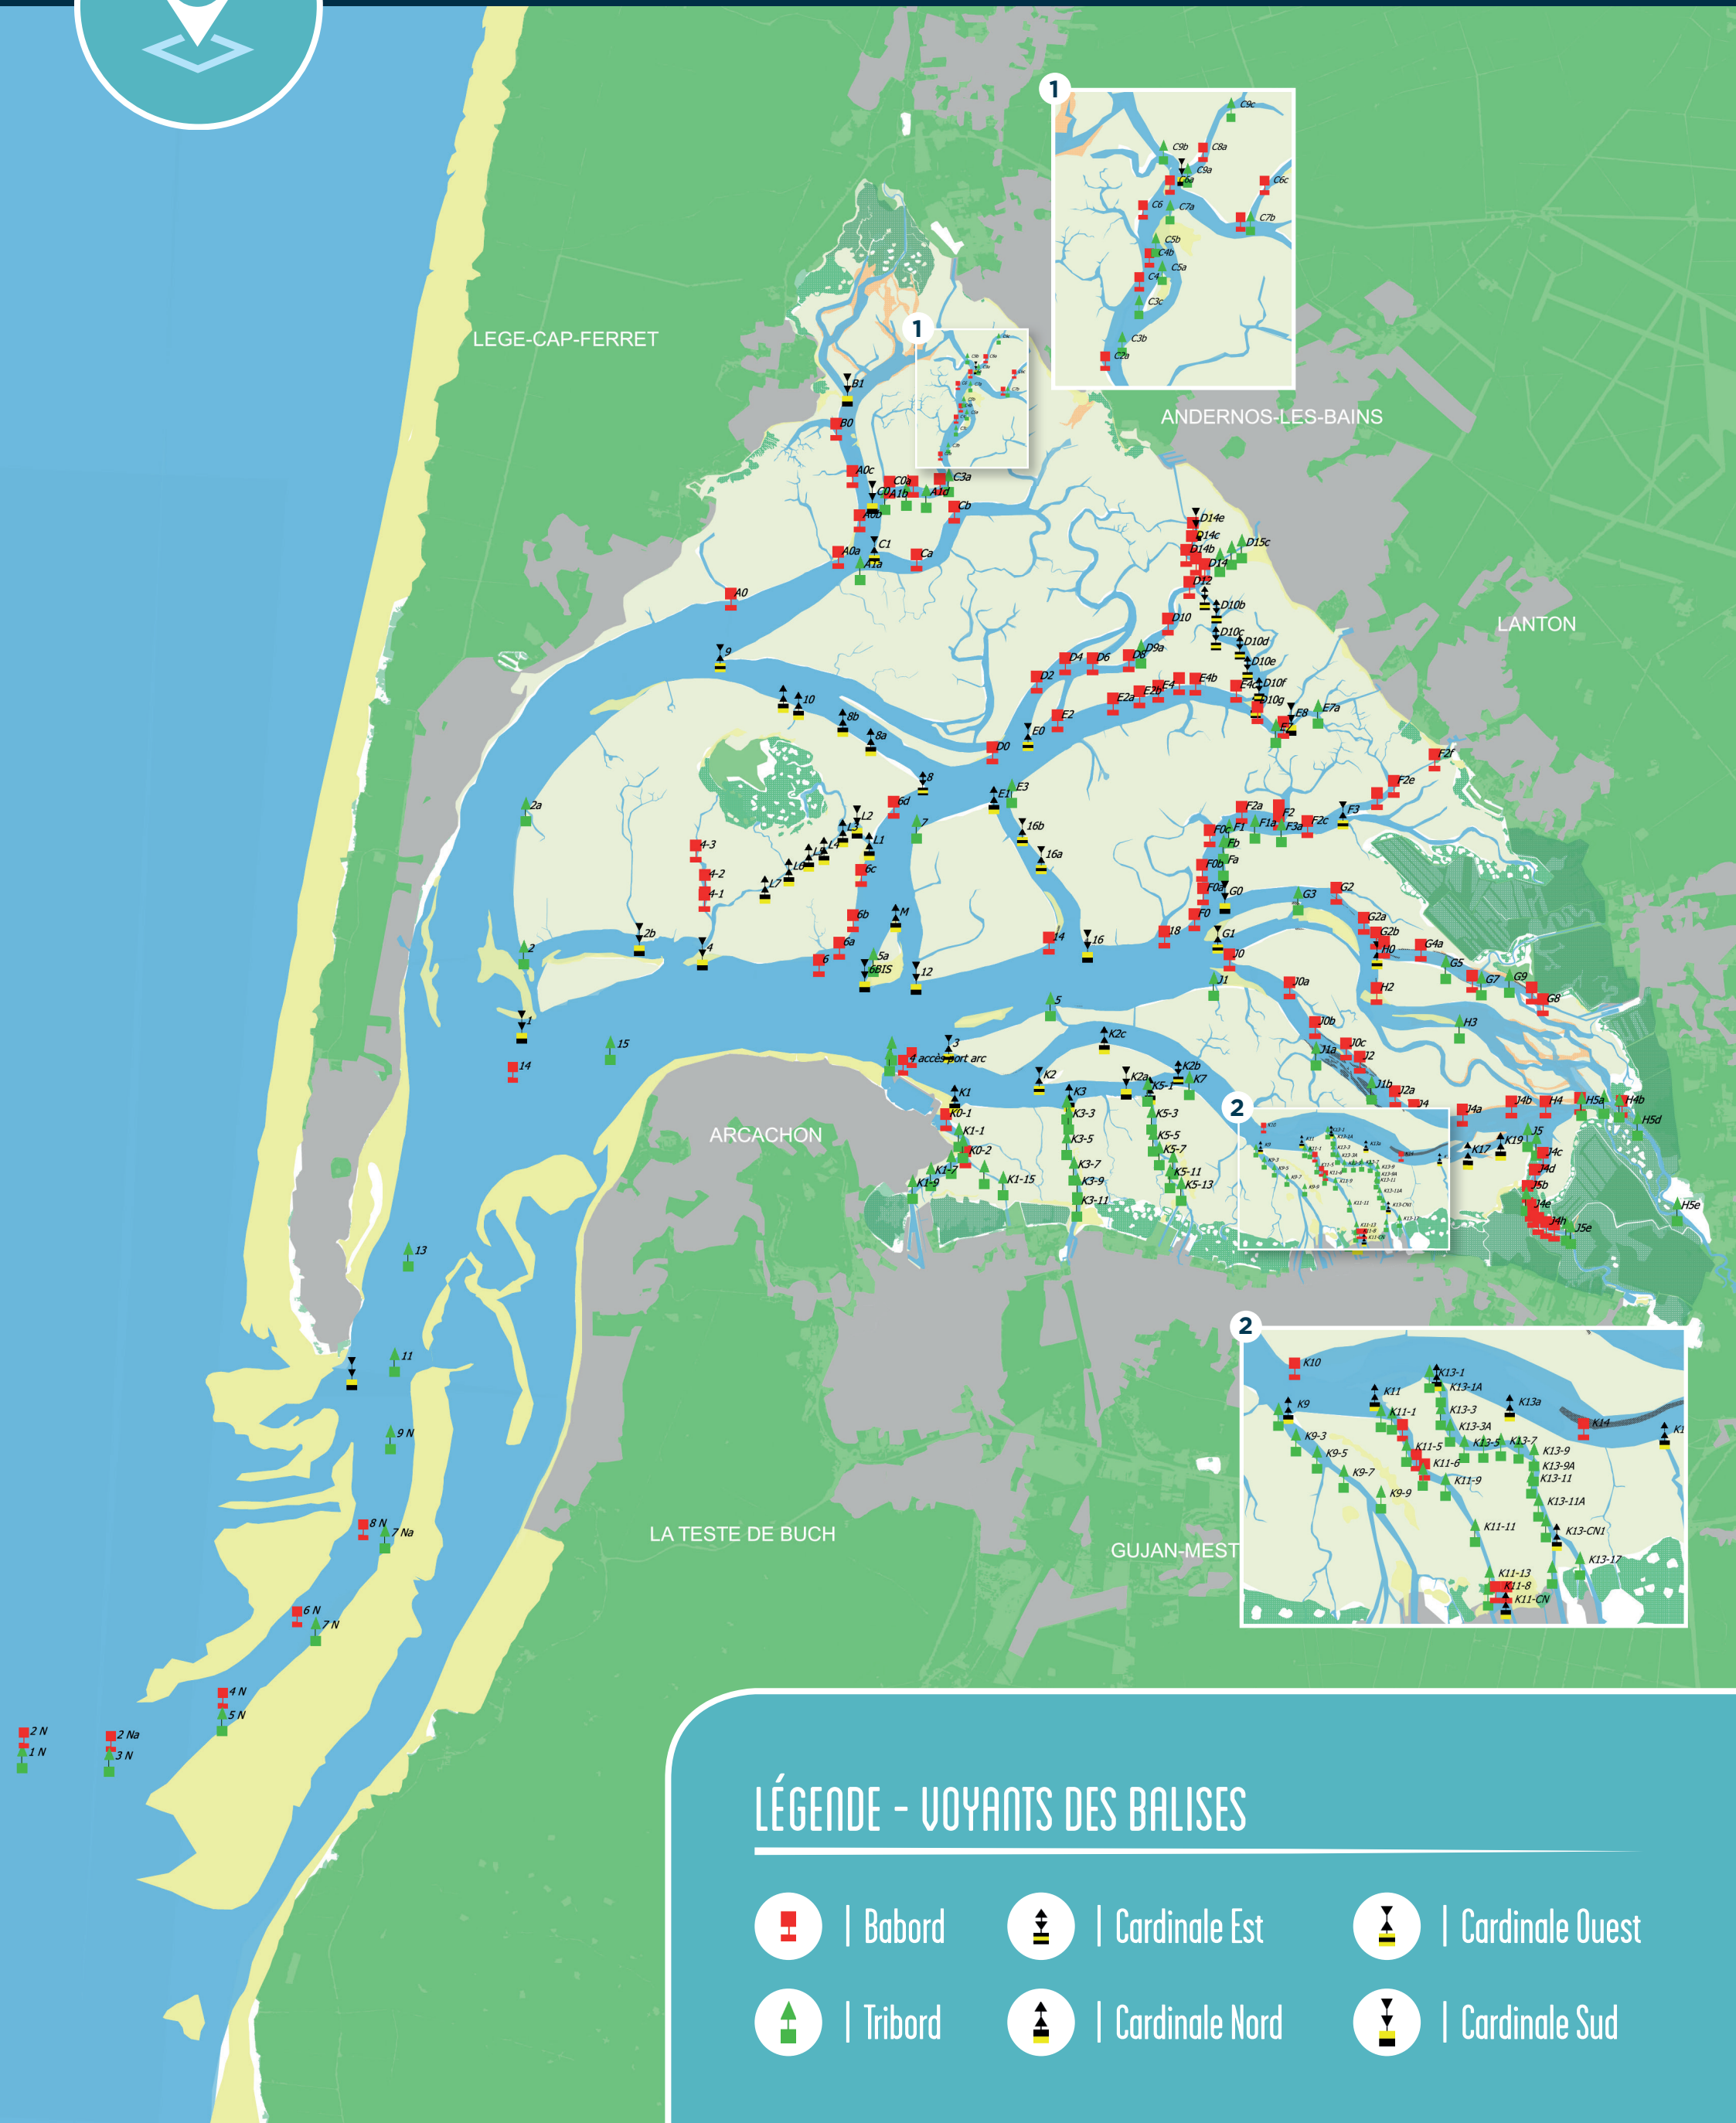 1
C9c
C9b
C8a
C9a
C6a
C6c
C6
C7a
C7b
C5b
C4b
C5a
C4
C3c
C3b
C2a
LEGE-CAP-FERRET
1
ANDERNOS-LES-BAINS
B1
B0
A0c
C0a
C3a
C0
A1b
A1d
Cb
A0b
D14e
D14c
D14b
D15c
D14
C1
A0a
A1a
Ca
D12
A0
D10b
D10
LANTON
D10c
D10d
D9a
9
D4
D6
D8
D10e
D2
E4b
E4
E4c
D10f
E2b
E2a
D10g
10
8b
E2
E8
E7a
E7
8a
E0
D0
F2f
8
E3
E1
F2e
2a
6d
L2
7
L3
16b
F2a
F2
F3
F1
F1a
F3a
F2c
F0c
L1
L4
L5
Fb
4-3
16a
Fa
L6
6c
F0b
4-2
L7
F0a
G0
G3
G2
4-1
6b
M
F0
G2a
2b
6a
14
16
18
G1
G2b
2
4
H0
G4a
6
5a
J0
G5
6BIS
12
J1
J0a
H2
G7
G9
G8
5
1
J0b
H3
15
3
K2c
J1a
J0c
14
4 accès port arc
J2
K2b
K2
K2a
K7
K1
K3
K5-1
J1b
J2a
J4
J4a
J4b
H4
H5a
H4b
K0-1
K3-3
K5-3
2
H5d
ARCACHON
K1-1
K3-5
K5-5
K17
K19
J5
K0-2
K5-7
J4c
K1-7
K3-7
K5-11
J4d
K1-9
K1-15
K3-9
K5-13
J5b
K3-11
J4e
H5e
J4h
J5e
13
11
2
K10
K13-1
K13-1A
K9
K11
K13a
K11-1
K13-3
K14
K9-3
K13-3A
K1
K11-5
K13-5
K13-7
K9-5
K13-9
K11-6
K13-9A
K9-7
K11-9
K13-11
K9-9
K13-11A
K11-11
K13-CN1
K13-17
K11-13
K11-8
K11-CN
9 N
8 N
7 Na
LA TESTE DE BUCH
GUJAN-MEST
6 N
7 N
4 N
5 N
2 N
2 Na
1 N
3 N
LÉGENDE - VOYANTS DES BALISES
Babord
Cardinale Est
Cardinale Ouest
Tribord
Cardinale Nord
Cardinale Sud